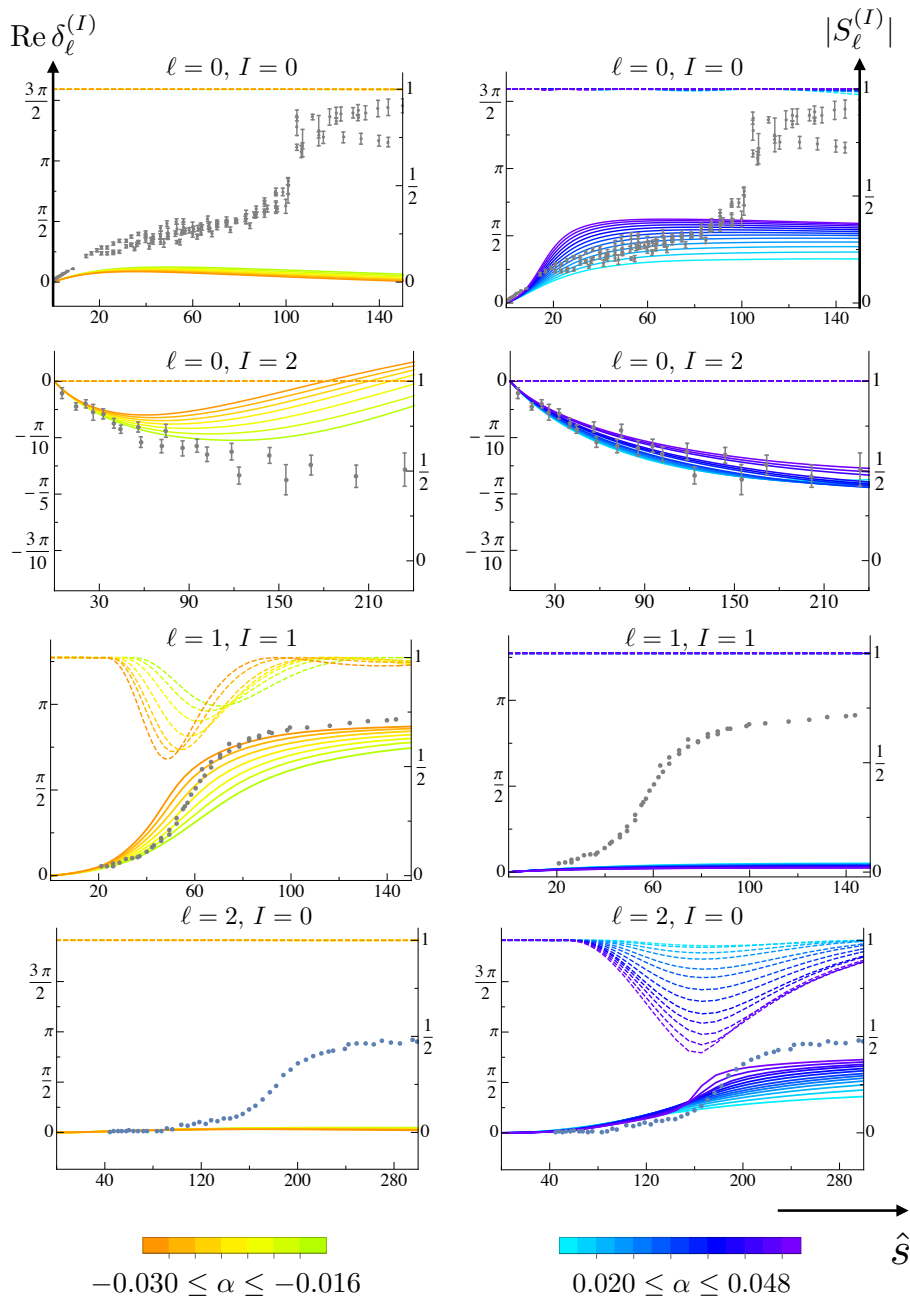 Re δ_ℓ^{(I)}
|S_ℓ^{(I)}|
ℓ = 0, I = 0
3π/2
π
π/2
0
1
1/2
0
20 60 100 140
ℓ = 0, I = 0
3π/2
π
π/2
0
1
1/2
0
20 60 100 140
ℓ = 0, I = 2
0
−π/10
−π/5
−3π/10
1
1/2
0
30 90 150 210
ℓ = 0, I = 2
0
−π/10
−π/5
−3π/10
1
1/2
0
30 90 150 210
ℓ = 1, I = 1
π
π/2
0
1
1/2
0
20 60 100 140
ℓ = 1, I = 1
π
π/2
0
1
1/2
0
20 60 100 140
ℓ = 2, I = 0
3π/2
π
π/2
0
1
1/2
0
40 120 200 280
ℓ = 2, I = 0
3π/2
π
π/2
0
1
1/2
0
40 120 200 280
ŝ
−0.030 ≤ α ≤ −0.016
0.020 ≤ α ≤ 0.048